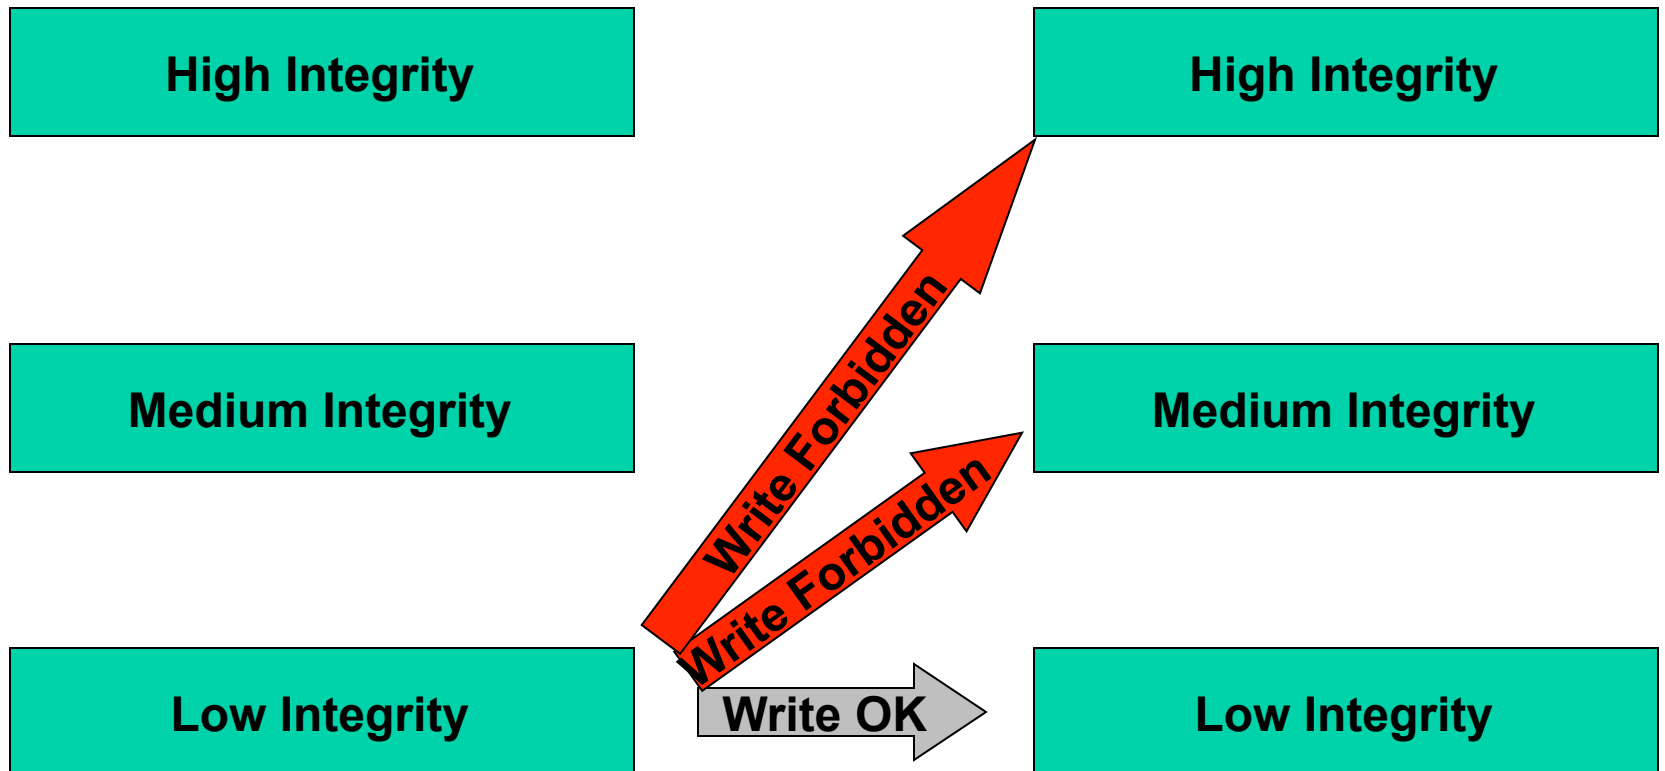 High Integrity
High Integrity
Write Forbidden
Medium Integrity
Medium Integrity
Write Forbidden
Low Integrity
Write OK
Low Integrity